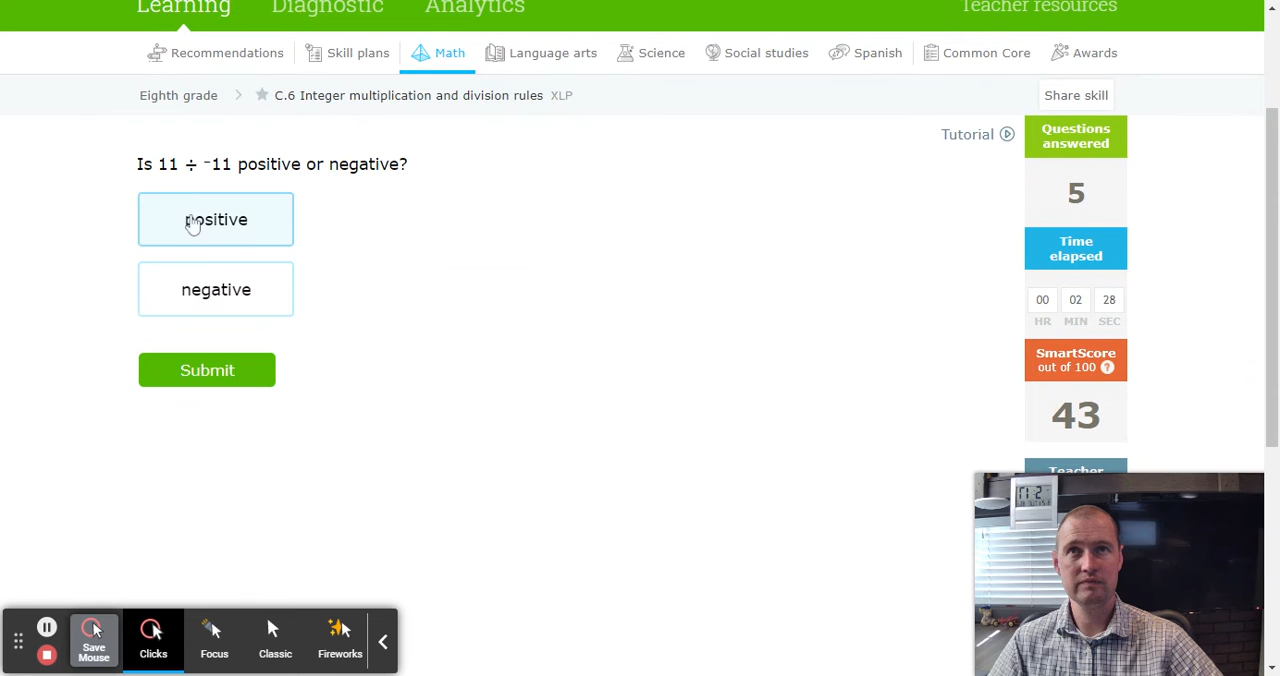 Learning Diagnostic Analytics Teacher resources
Recommendations Skill plans Math Language arts Science Social studies Spanish Common Core Awards
Eighth grade > C.6 Integer multiplication and division rules XLP Share skill
Tutorial
Is 11 ÷ ⁻11 positive or negative?
positive
negative
Submit
Questions
answered
5
Time
elapsed
00 02 28
HR MIN SEC
SmartScore
out of 100 ?
43
Teacher
Save
Mouse
Clicks
Focus
Classic
Fireworks